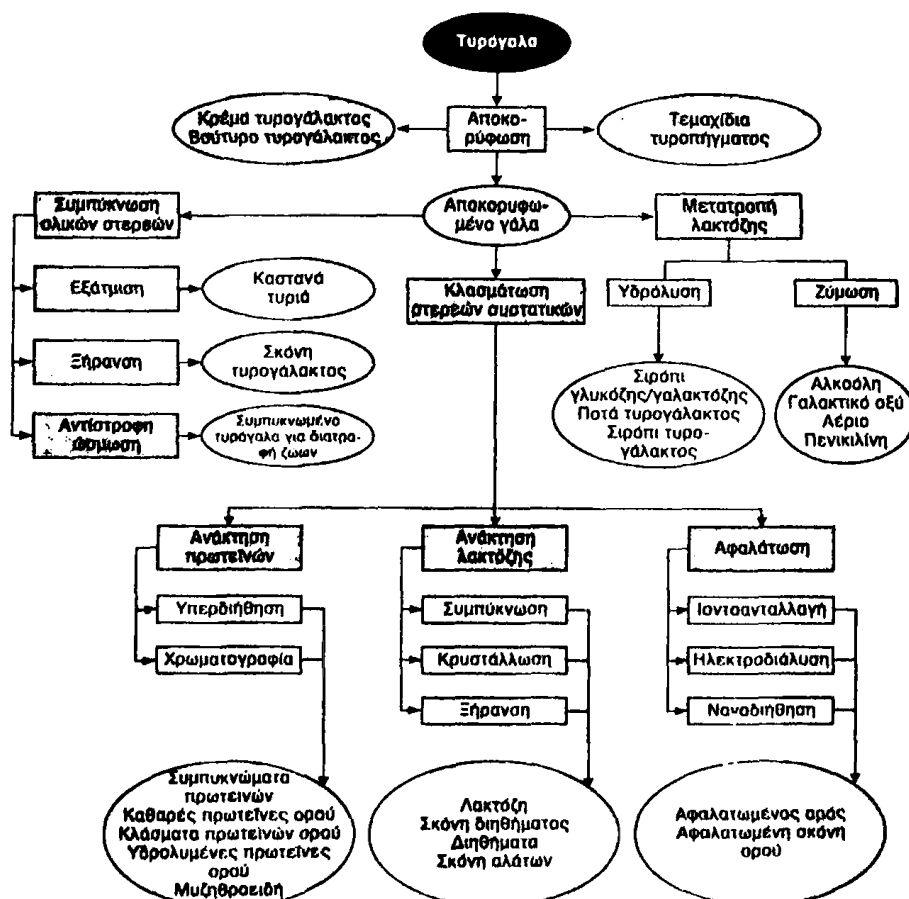 Τυρόγαλα
Κρέμα τυρογάλακτος
Βούτυρο τυρογάλακτος
Αποκο-
ρύφωση
Τεμαχίδια
τυροπήγματος
Συμπύκνωση
ολικών στερεών
Αποκορυφω-
μένο γάλα
Μετατροπή
λακτόζης
Εξάτμιση
Καστανά
τυριά
Κλασμάτωση
στερεών συστατικών
Υδρόλυση
Ζύμωση
Ξήρανση
Σκόνη
τυρογάλακτος
Σιρόπι
γλυκόζης/γαλακτόζης
Ποτά τυρογάλακτος
Σιρόπι τυρο-
γάλακτος
Αλκοόλη
Γαλακτικό οξύ
Αέριο
Πενικιλίνη
Αντίστροφη
ώσμωση
Συμπυκνωμένο
τυρόγαλα για διατρο-
φή ζώων
Ανάκτηση
πρωτεϊνών
Ανάκτηση
λακτόζης
Αφαλάτωση
Υπερδιήθηση
Συμπύκνωση
Ιοντοανταλλαγή
Χρωματογραφία
Κρυστάλλωση
Ηλεκτροδιάλυση
Ξήρανση
Νανοδιήθηση
Συμπυκνώματα
πρωτεινών
Καθαρές πρωτεΐνες ορού
Κλάσματα πρωτεϊνών ορού
Υδρολυμένες πρωτεΐνες
ορού
Μυζηθροειδή
Λακτόζη
Σκόνη διηθήματος
Διηθήματα
Σκόνη αλάτων
Αφαλατωμένος ορός
Αφαλατωμένη σκόνη
ορού